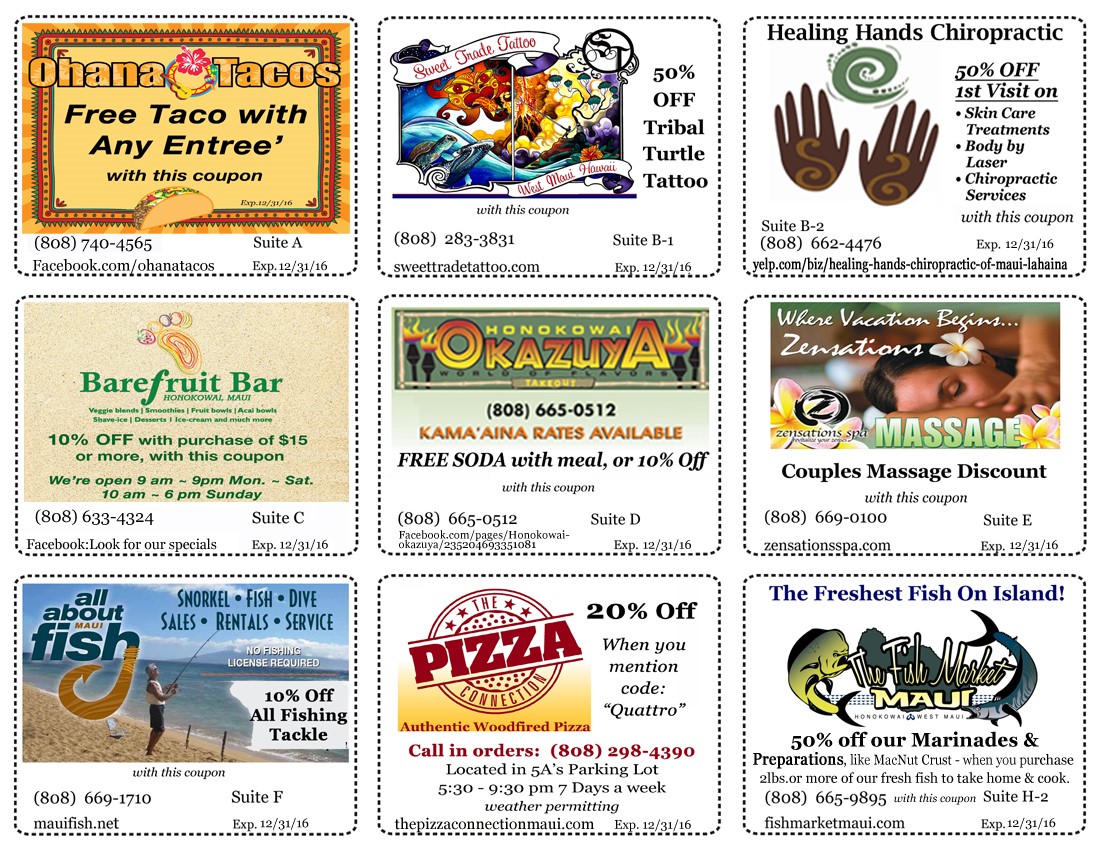 Ohana Tacos
Free Taco with
Any Entree’
with this coupon
Exp.12/31/16
(808) 740-4565
Suite A
Facebook.com/ohanatacos
Exp. 12/31/16
Sweet Trade Tattoo
ST
West Maui Hawaii
50%
OFF
Tribal
Turtle
Tattoo
with this coupon
(808) 283-3831
Suite B-1
sweettradetattoo.com
Exp. 12/31/16
Healing Hands Chiropractic
50% OFF
1st Visit on
• Skin Care
Treatments
• Body by
Laser
• Chiropractic
Services
with this coupon
Suite B-2
(808) 662-4476
Exp. 12/31/16
yelp.com/biz/healing-hands-chiropractic-of-maui-lahaina
Barefruit Bar
HONOKOWAI, MAUI
Veggie blends | Smoothies | Fruit bowls | Acai bowls
Shave-ice | Desserts | Ice-cream and much more
10% OFF with purchase of $15
or more, with this coupon
We’re open 9 am ~ 9pm Mon. ~ Sat.
10 am ~ 6 pm Sunday
(808) 633-4324
Suite C
Facebook:Look for our specials
Exp. 12/31/16
HONOKOWAI
OKAZUYA
WORLD OF FLAVORS
TAKEOUT
(808) 665-0512
KAMA’AINA RATES AVAILABLE
FREE SODA with meal, or 10% Off
with this coupon
(808) 665-0512
Suite D
Facebook.com/pages/Honokowai-
okazuya/235204693351081
Exp. 12/31/16
Where Vacation Begins...
Zensations
zensations spa
revitalize your senses
MASSAGE
Couples Massage Discount
with this coupon
(808) 669-0100
Suite E
zensationsspa.com
Exp. 12/31/16
all
about
MAUI
fish
SNORKEL • FISH • DIVE
SALES • RENTALS • SERVICE
NO FISHING
LICENSE REQUIRED
10% Off
All Fishing
Tackle
with this coupon
(808) 669-1710
Suite F
mauifish.net
Exp. 12/31/16
THE
PIZZA
CONNECTION
Authentic Woodfired Pizza
20% Off
When you
mention
code:
“Quattro”
Call in orders: (808) 298-4390
Located in 5A’s Parking Lot
5:30 - 9:30 pm 7 Days a week
weather permitting
thepizzaconnectionmaui.com
Exp. 12/31/16
The Freshest Fish On Island!
The Fish Market
MAUI
HONOKOWAI WEST MAUI
50% off our Marinades &
Preparations, like MacNut Crust - when you purchase
2lbs.or more of our fresh fish to take home & cook.
(808) 665-9895 with this coupon Suite H-2
fishmarketmaui.com
Exp.12/31/16